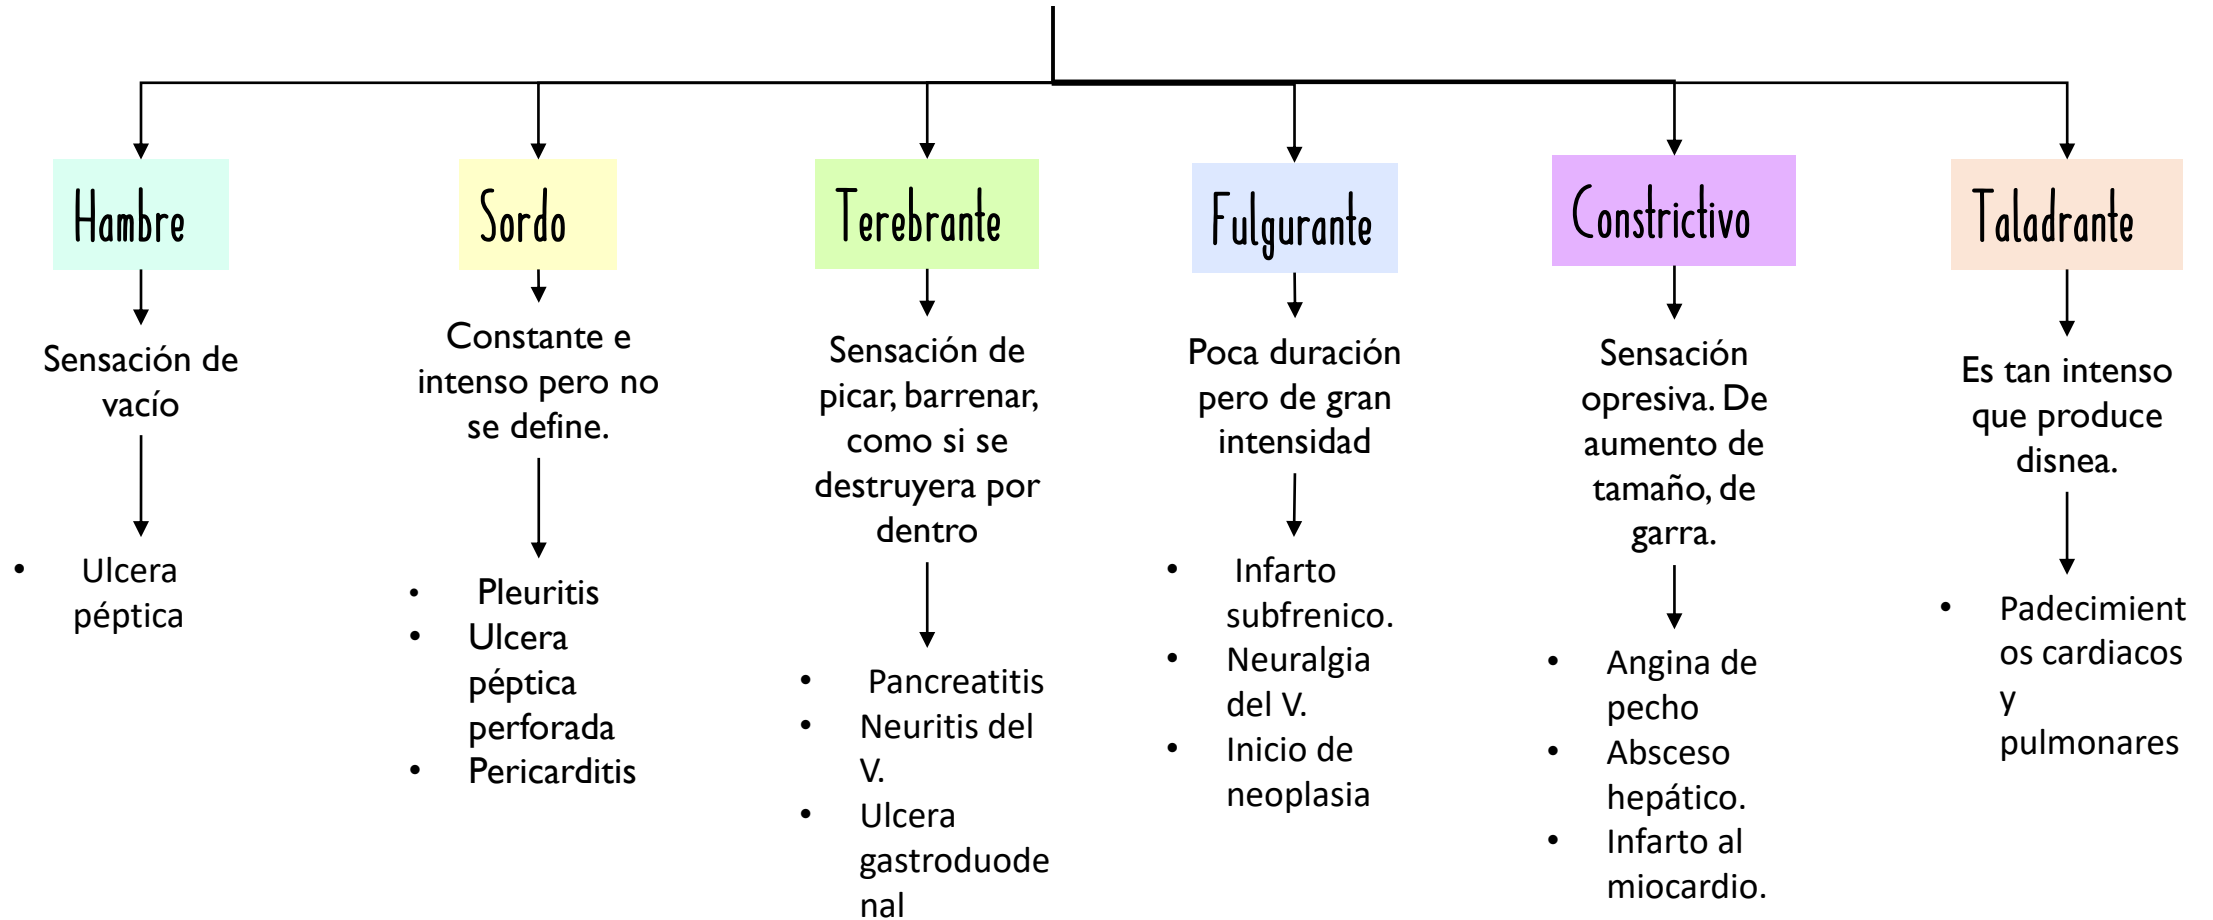 Hambre
Sensación de
vacío
• Ulcera
péptica
Sordo
Constante e
intenso pero no
se define.
• Pleuritis
• Ulcera
péptica
perforada
• Pericarditis
Terebrante
Sensación de
picar, barrenar,
como si se
destruyera por
dentro
• Pancreatitis
• Neuritis del
V.
• Ulcera
gastroduode
nal
Fulgurante
Poca duración
pero de gran
intensidad
• Infarto
subfrenico.
• Neuralgia
del V.
• Inicio de
neoplasia
Constrictivo
Sensación
opresiva. De
aumento de
tamaño, de
garra.
• Angina de
pecho
• Absceso
hepático.
• Infarto al
miocardio.
Taladrante
Es tan intenso
que produce
disnea.
• Padecimient
os cardiacos
y
pulmonares